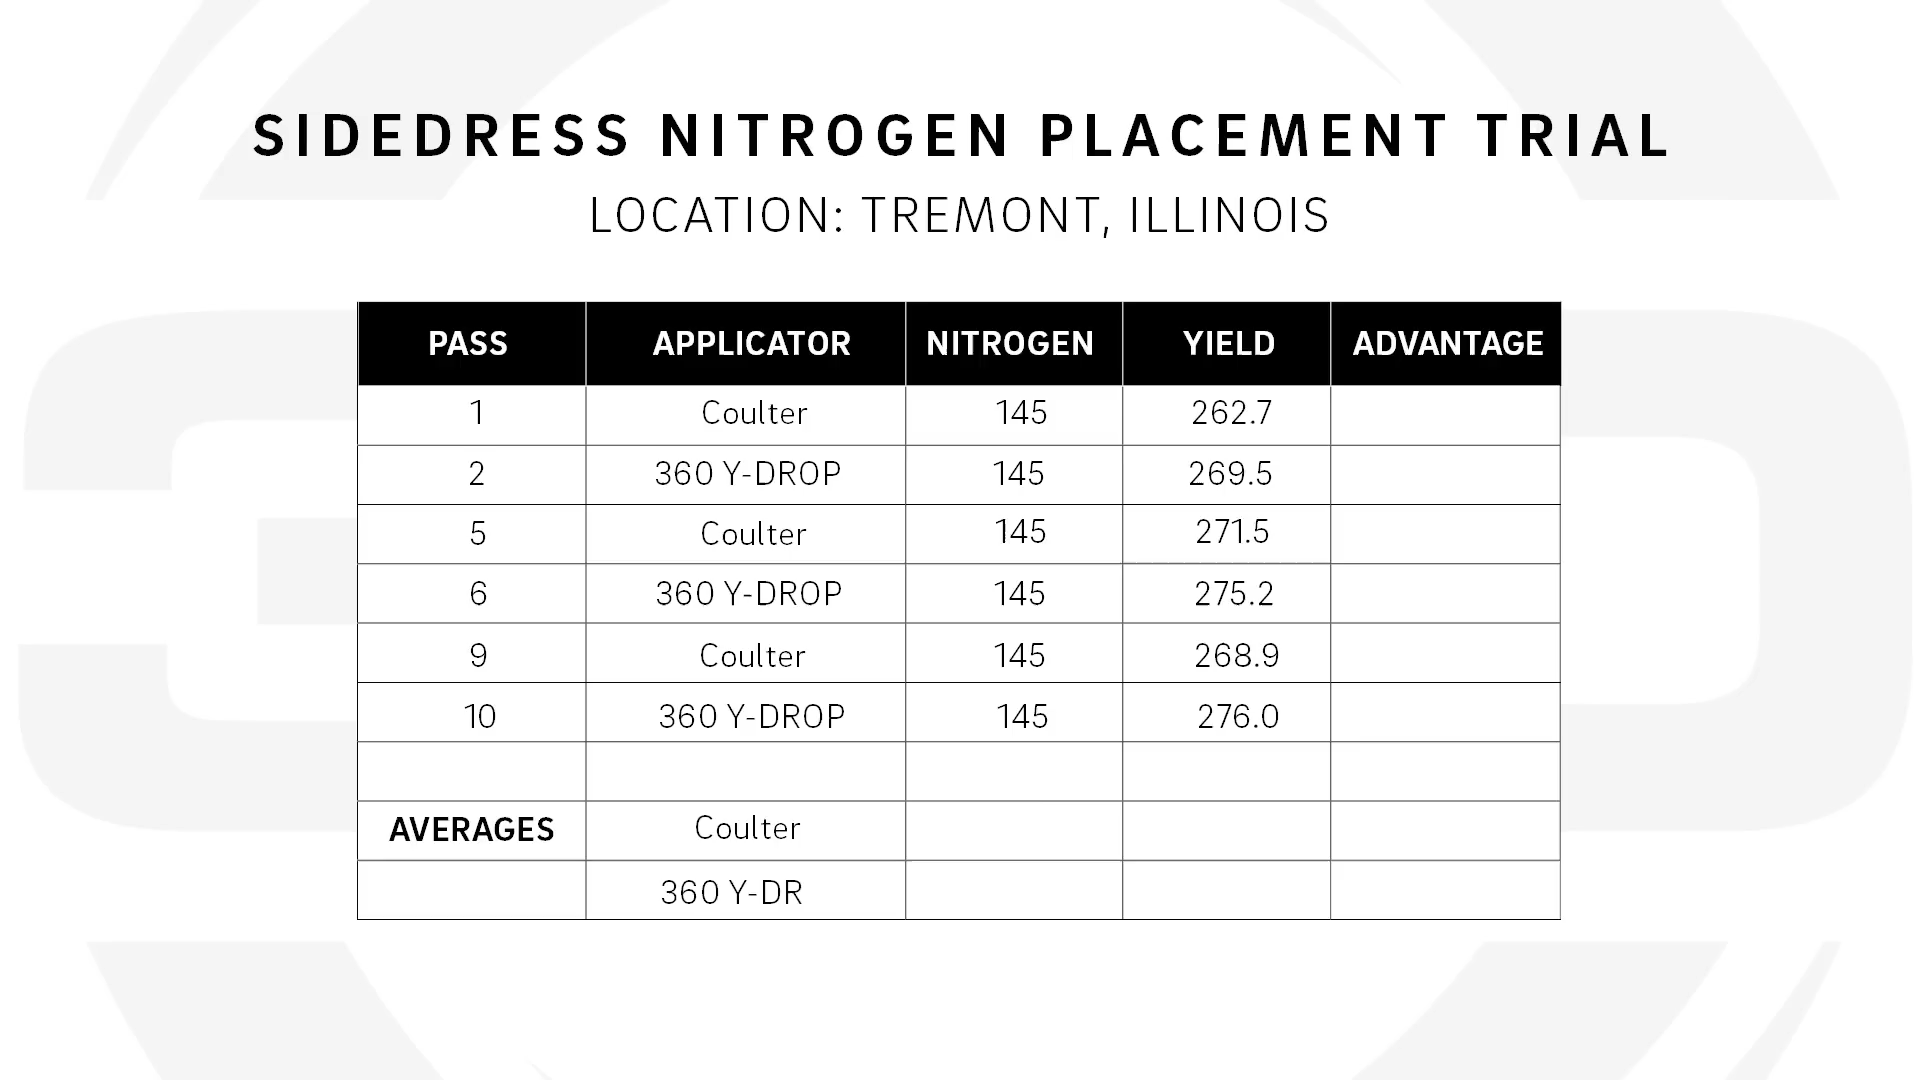 SIDEDRESS NITROGEN PLACEMENT TRIAL
LOCATION: TREMONT, ILLINOIS
PASS APPLICATOR NITROGEN YIELD ADVANTAGE
1 Coulter 145 262.7
2 360 Y-DROP 145 269.5
5 Coulter 145 271.5
6 360 Y-DROP 145 275.2
9 Coulter 145 268.9
10 360 Y-DROP 145 276.0
AVERAGES Coulter
360 Y-DR